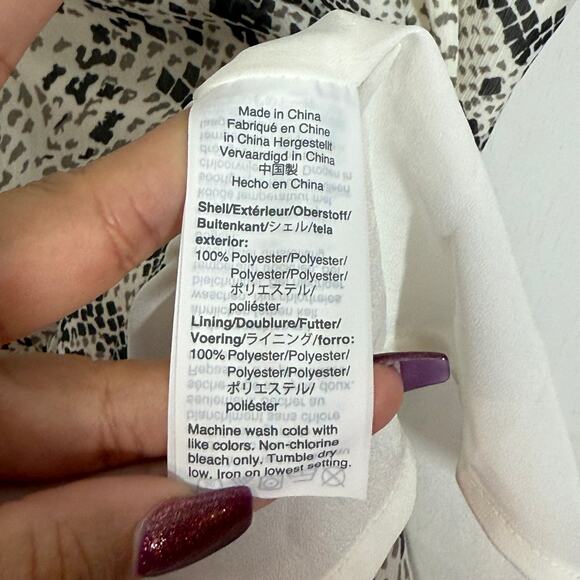 Made in China
Fabriqué en Chine
in China Hergestellt
Vervaardigd in China
中国製
Hecho en China
Shell/Extérieur/Oberstoff/
Buitenkant/シェル/tela
exterior:
100% Polyester/Polyester/
Polyester/Polyester/
ポリエステル/
poliéster
Lining/Doublure/Futter/
Voering/ライニング/forro:
100% Polyester/Polyester/
Polyester/Polyester/
ポリエステル/
poliéster
Machine wash cold with
like colors. Non-chlorine
bleach only. Tumble dry
low. Iron on lowest setting.